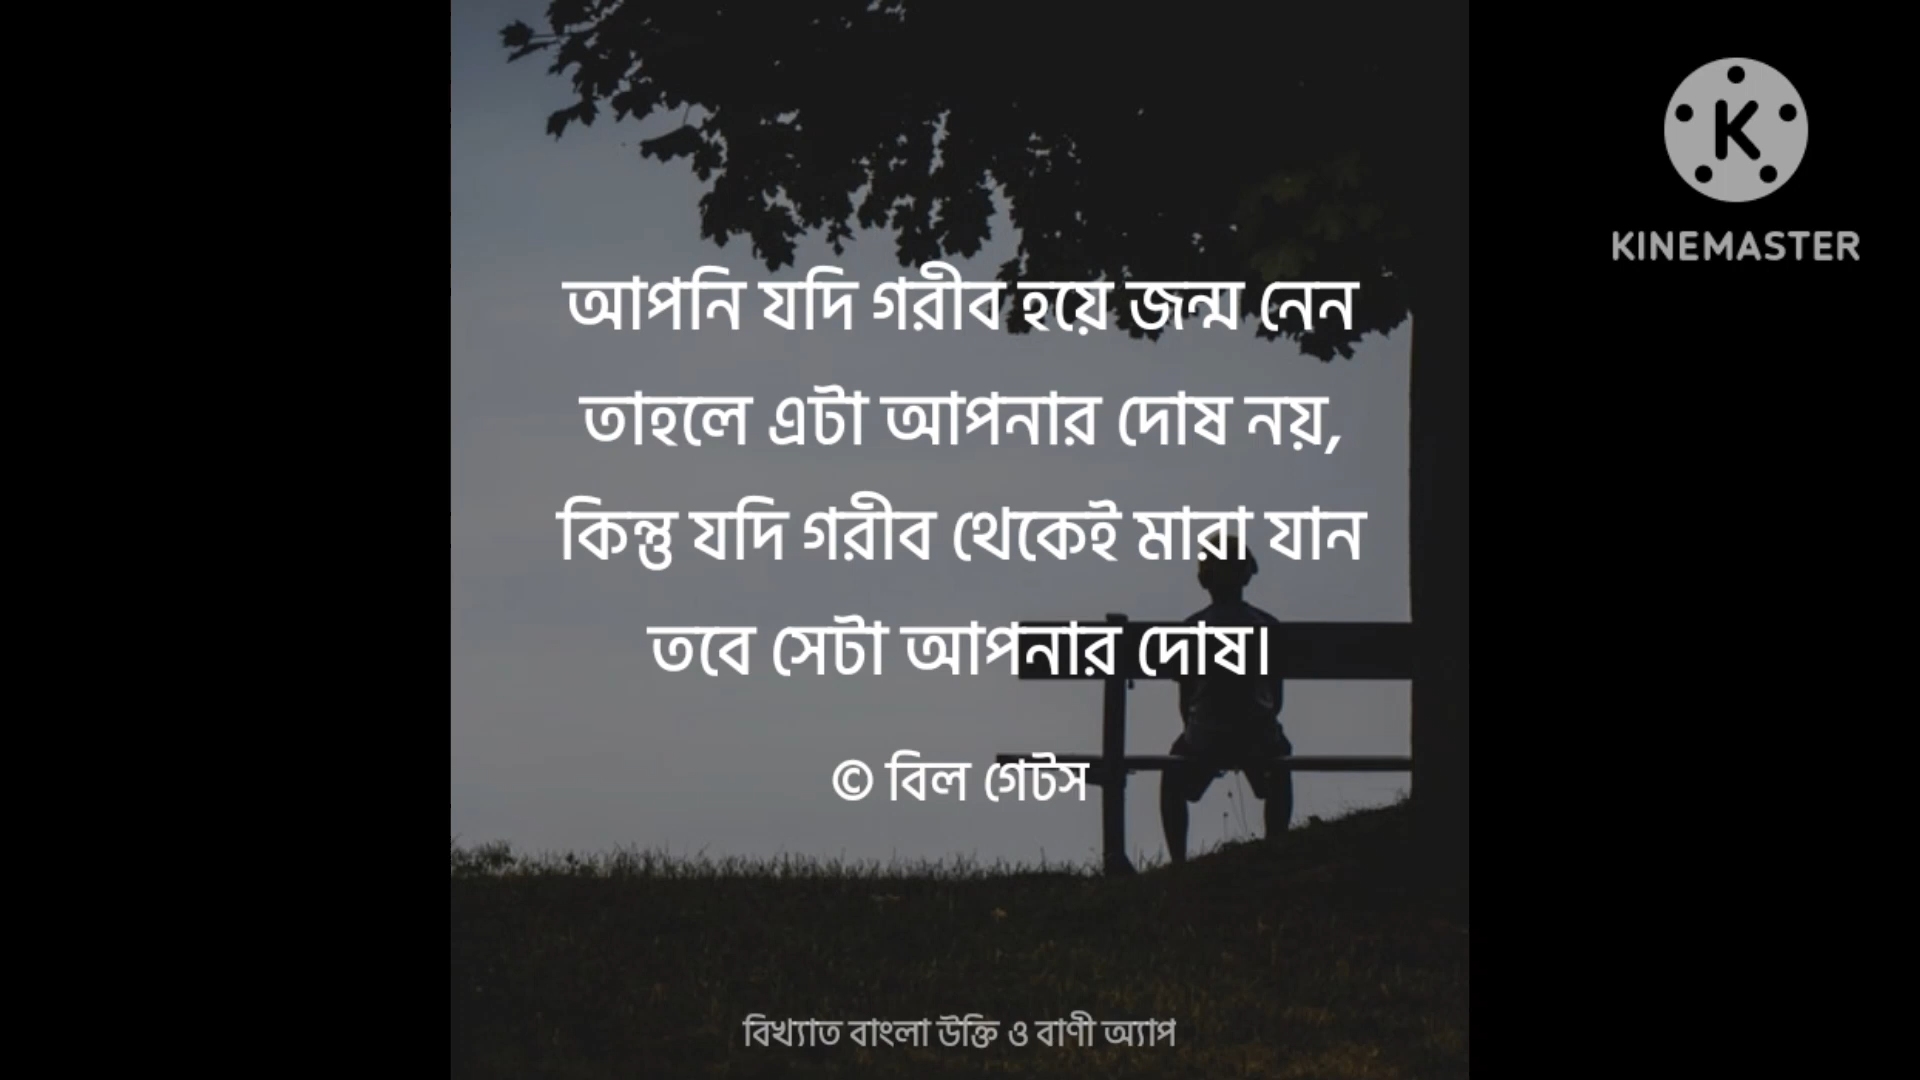 আপনি যদি গরীব হয়ে জন্ম নেন
তাহলে এটা আপনার দোষ নয়,
কিন্তু যদি গরীব থেকেই মারা যান
তবে সেটা আপনার দোষ।
© বিল গেটস
বিখ্যাত বাংলা উক্তি ও বাণী অ্যাপ
K
KINEMASTER